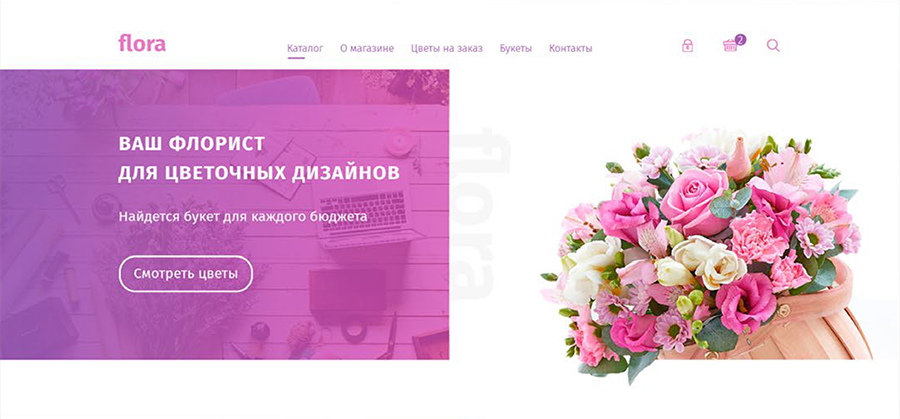 flora
Каталог О магазине Цветы на заказ Букеты Контакты
2
ВАШ ФЛОРИСТ
ДЛЯ ЦВЕТОЧНЫХ ДИЗАЙНОВ
Найдется букет для каждого бюджета
Смотреть цветы
flora